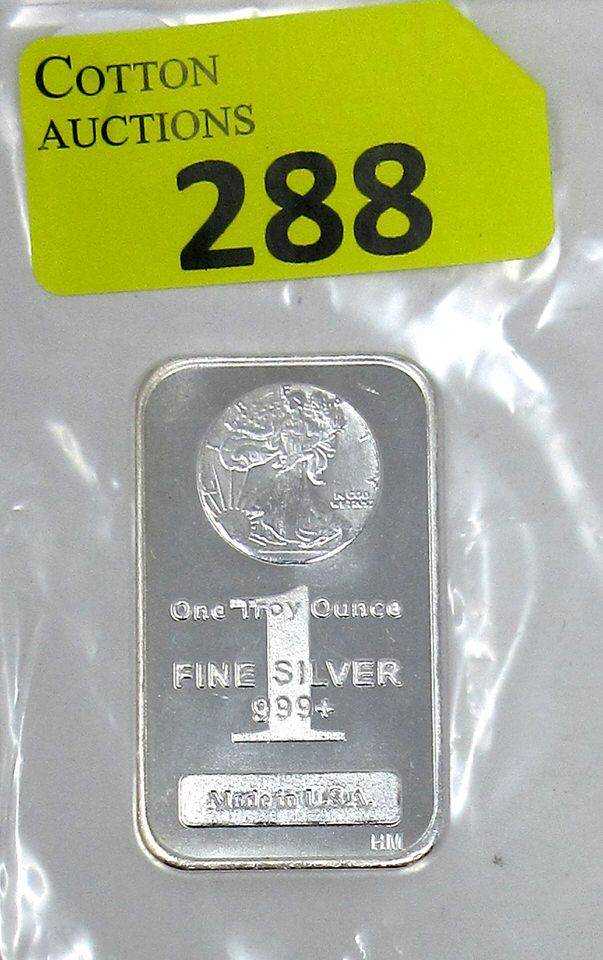 COTTON
AUCTIONS
288
IN GOD
WE TRUST
One Troy Ounce
1
FINE SILVER
999+
Made in U.S.A.
HM